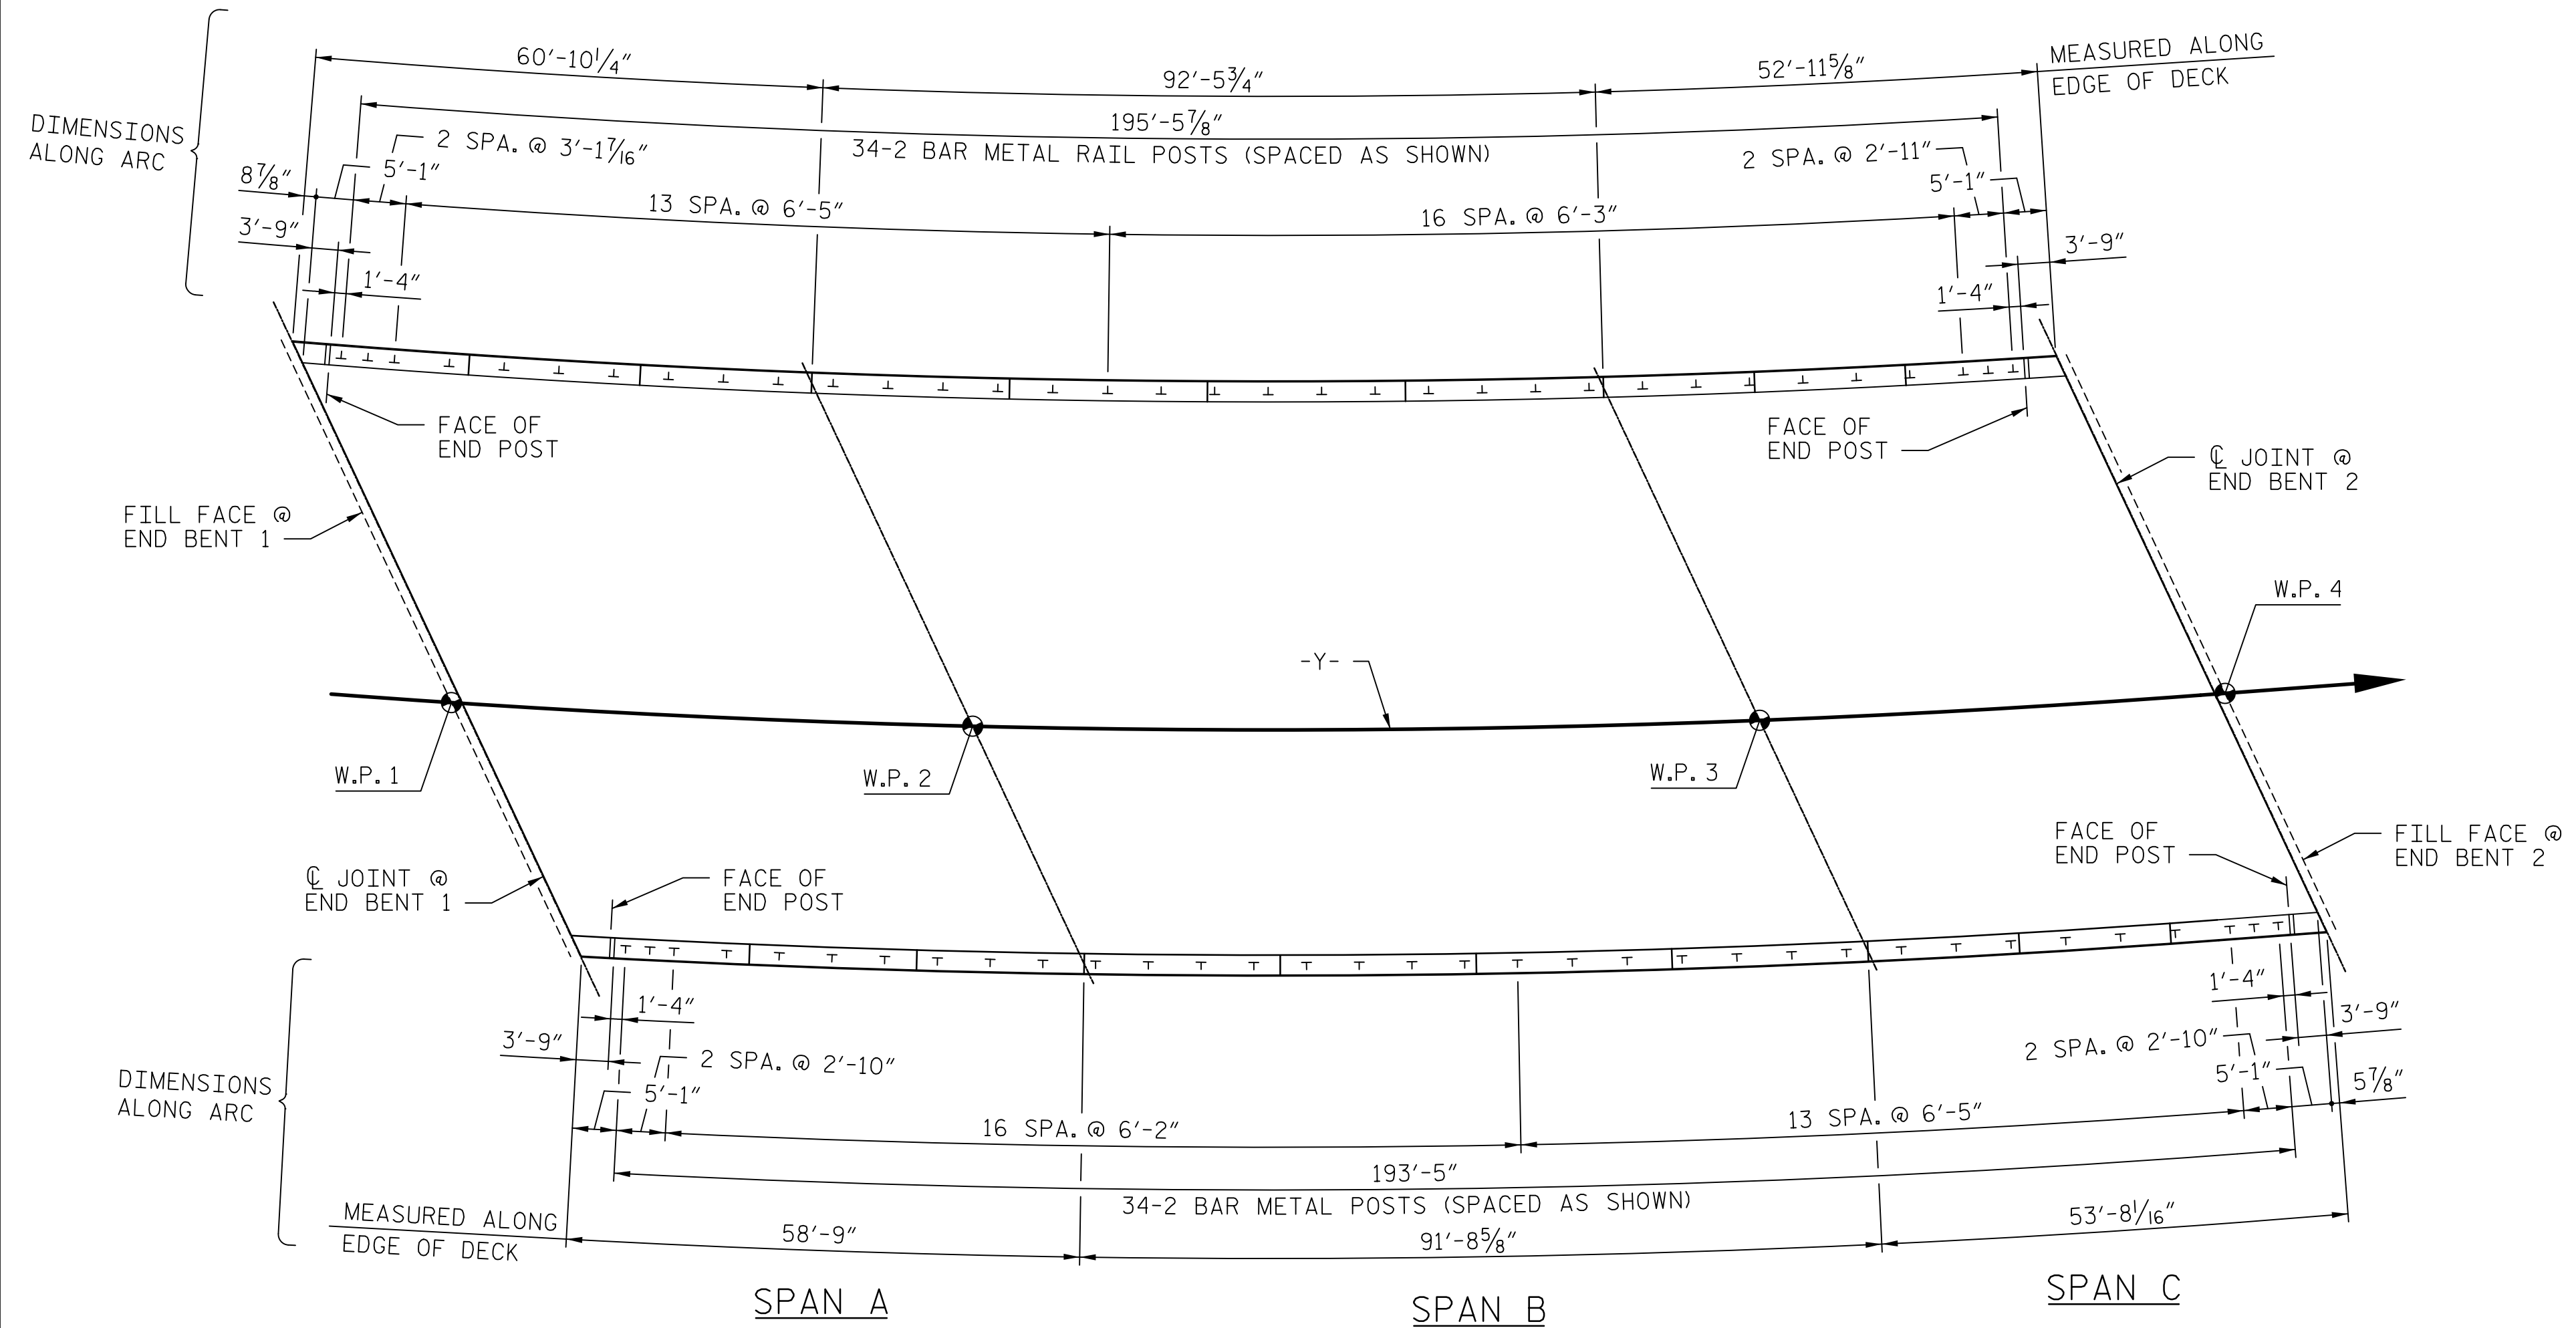 60'-10¼"
92'-5¾"
52'-11⅝"
MEASURED ALONG
EDGE OF DECK
DIMENSIONS
ALONG ARC
195'-5⅞"
34-2 BAR METAL RAIL POSTS (SPACED AS SHOWN)
2 SPA. @ 3'-1 7/16"
5'-1"
8⅞"
3'-9"
1'-4"
13 SPA. @ 6'-5"
16 SPA. @ 6'-3"
2 SPA. @ 2'-11"
5'-1"
3'-9"
1'-4"
FACE OF
END POST
FACE OF
END POST
℄ JOINT @
END BENT 2
FILL FACE @
END BENT 1
W.P. 4
-Y-
W.P. 1
W.P. 2
W.P. 3
FACE OF
END POST
FILL FACE @
END BENT 2
℄ JOINT @
END BENT 1
FACE OF
END POST
1'-4"
3'-9"
2 SPA. @ 2'-10"
5'-1"
1'-4"
3'-9"
2 SPA. @ 2'-10"
5'-1"
5⅞"
DIMENSIONS
ALONG ARC
16 SPA. @ 6'-2"
13 SPA. @ 6'-5"
193'-5"
34-2 BAR METAL POSTS (SPACED AS SHOWN)
MEASURED ALONG
EDGE OF DECK
58'-9"
91'-8⅝"
53'-8 1/16"
SPAN A
SPAN B
SPAN C